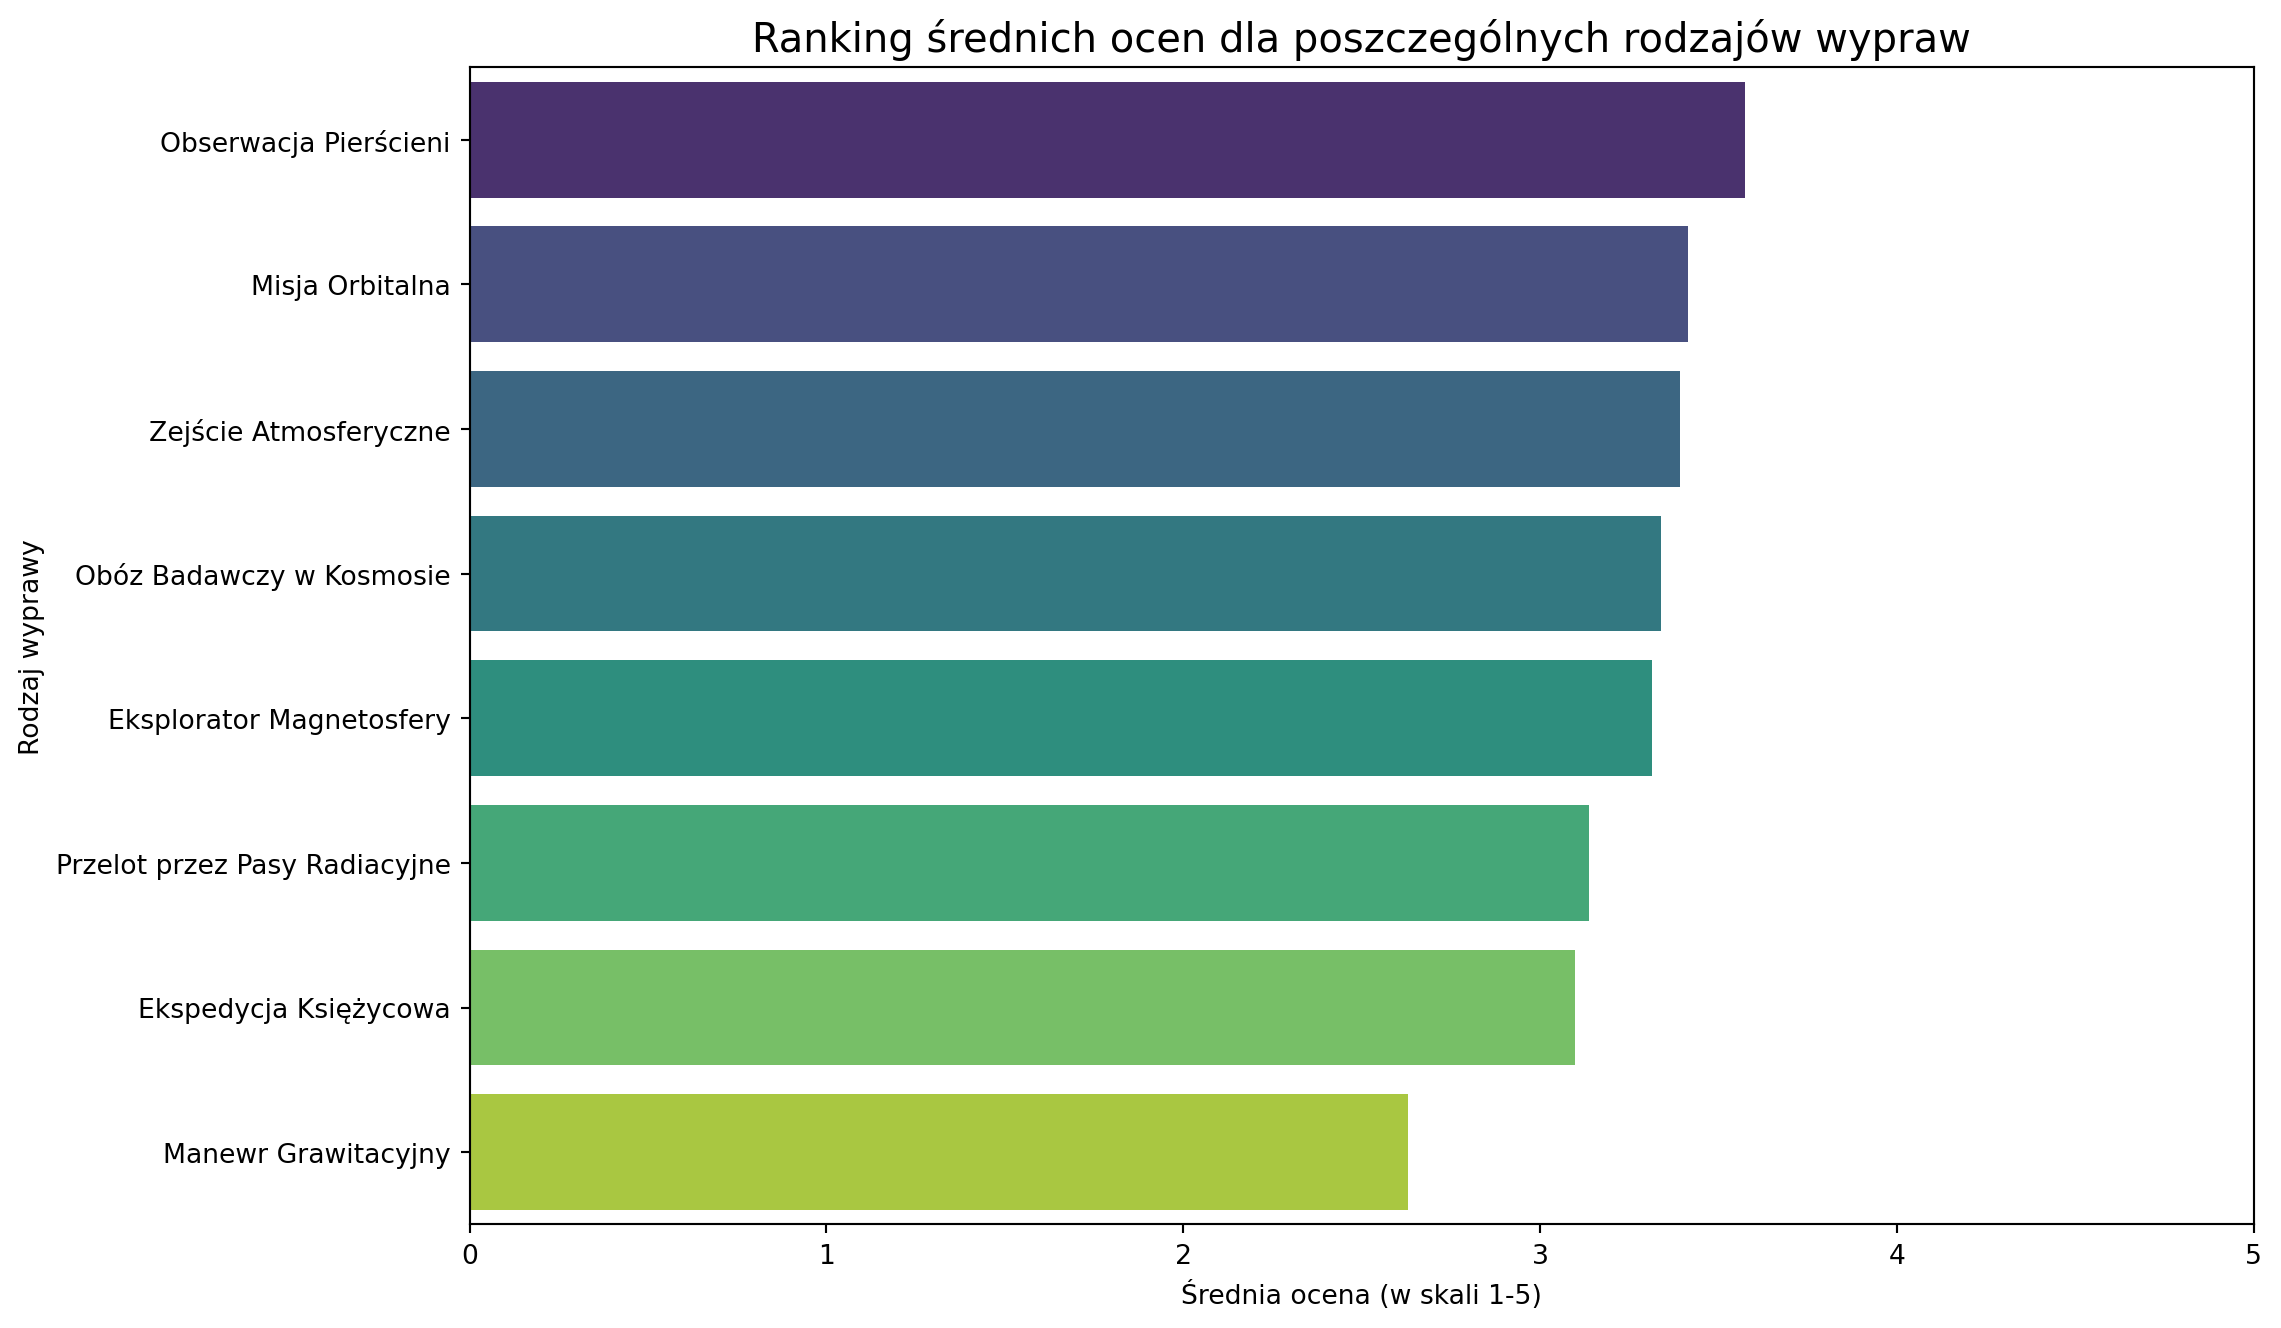 Ranking średnich ocen dla poszczególnych rodzajów wypraw
Rodzaj wyprawy
Obserwacja Pierścieni
Misja Orbitalna
Zejście Atmosferyczne
Obóz Badawczy w Kosmosie
Eksplorator Magnetosfery
Przelot przez Pasy Radiacyjne
Ekspedycja Księżycowa
Manewr Grawitacyjny
0 1 2 3 4 5
Średnia ocena (w skali 1-5)